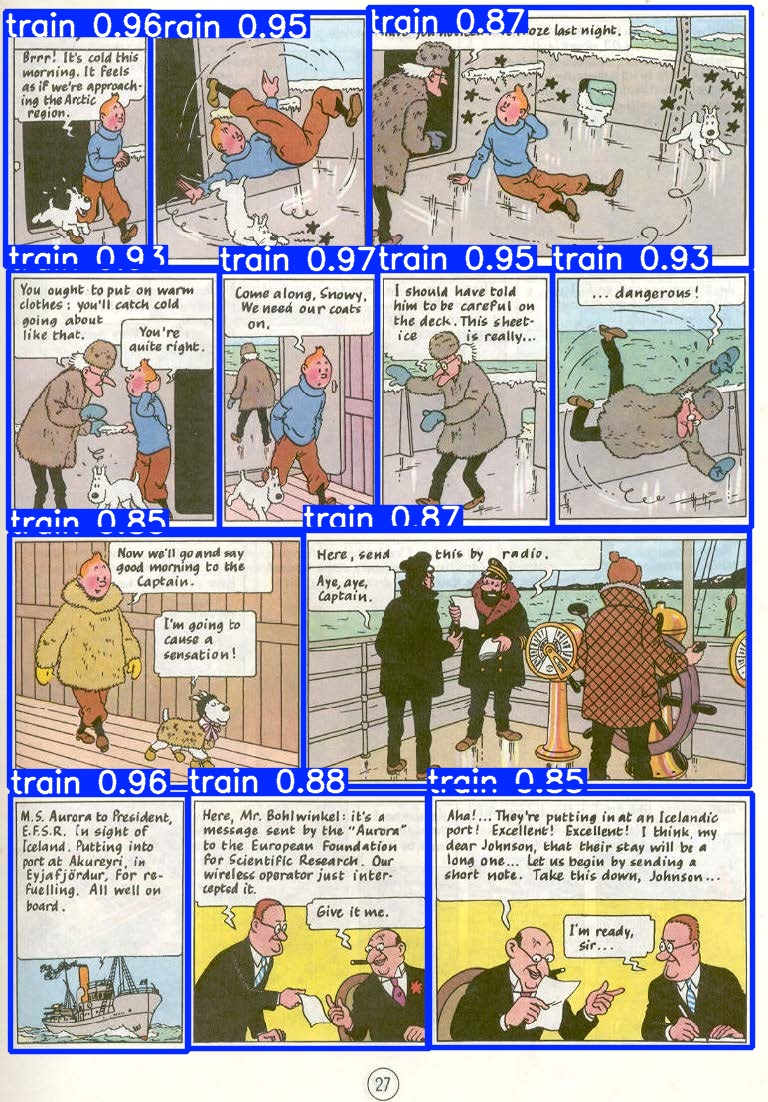 train 0.96
train 0.95
train 0.87
Brrr! It's cold this
morning. It feels
as if we're approach-
ing the Arctic
region.
froze last night.
train 0.93
train 0.97
train 0.95
train 0.93
You ought to put on warm
clothes: you'll catch cold
going about
like that.
You're
quite right.
Come along, Snowy,
We need our coats
on.
I should have told
him to be careful on
the deck. This sheet-
ice is really...
... dangerous!
train 0.85
train 0.87
Now we'll go and say
good morning to the
Captain.
I'm going to
cause a
sensation!
Here, send this by radio.
Aye, aye,
Captain.
train 0.96
train 0.88
train 0.85
M.S. Aurora to President,
E.F.S.R. In sight of
Iceland. Putting into
port at Akureyri, in
Eyjafjördur, for re-
fuelling. All well on
board.
Here, Mr. Bohlwinkel: it's a
message sent by the "Aurora"
to the European Foundation
for Scientific Research. Our
wireless operator just inter-
cepted it.
Give it me.
Aha!... They're putting in at an Icelandic
port! Excellent! Excellent! I think, my
dear Johnson, that their stay will be a
long one... Let us begin by sending a
short note. Take this down, Johnson...
I'm ready,
sir...
27